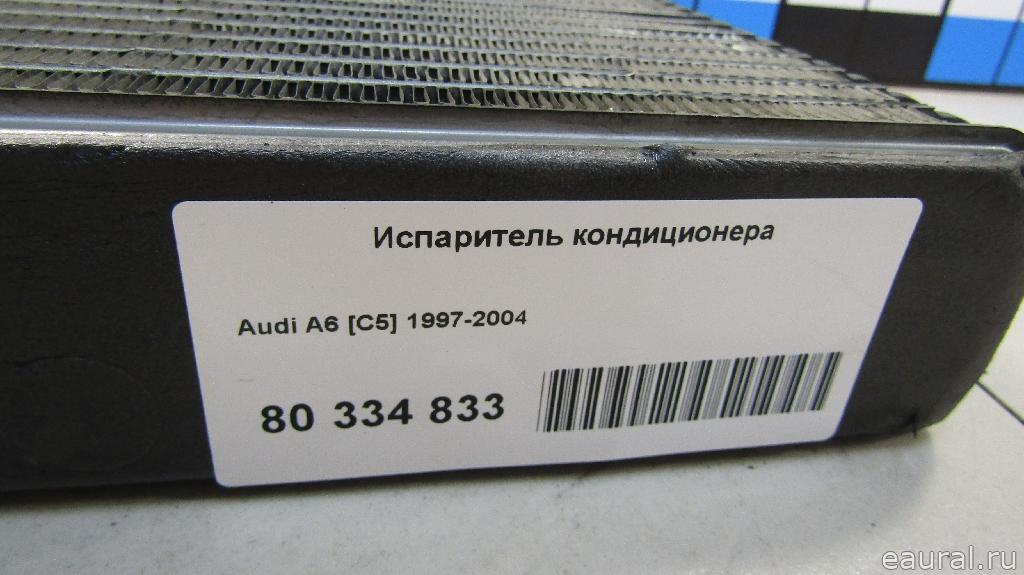 Испаритель кондиционера
Audi A6 [C5] 1997-2004
80 334 833
eaural.ru